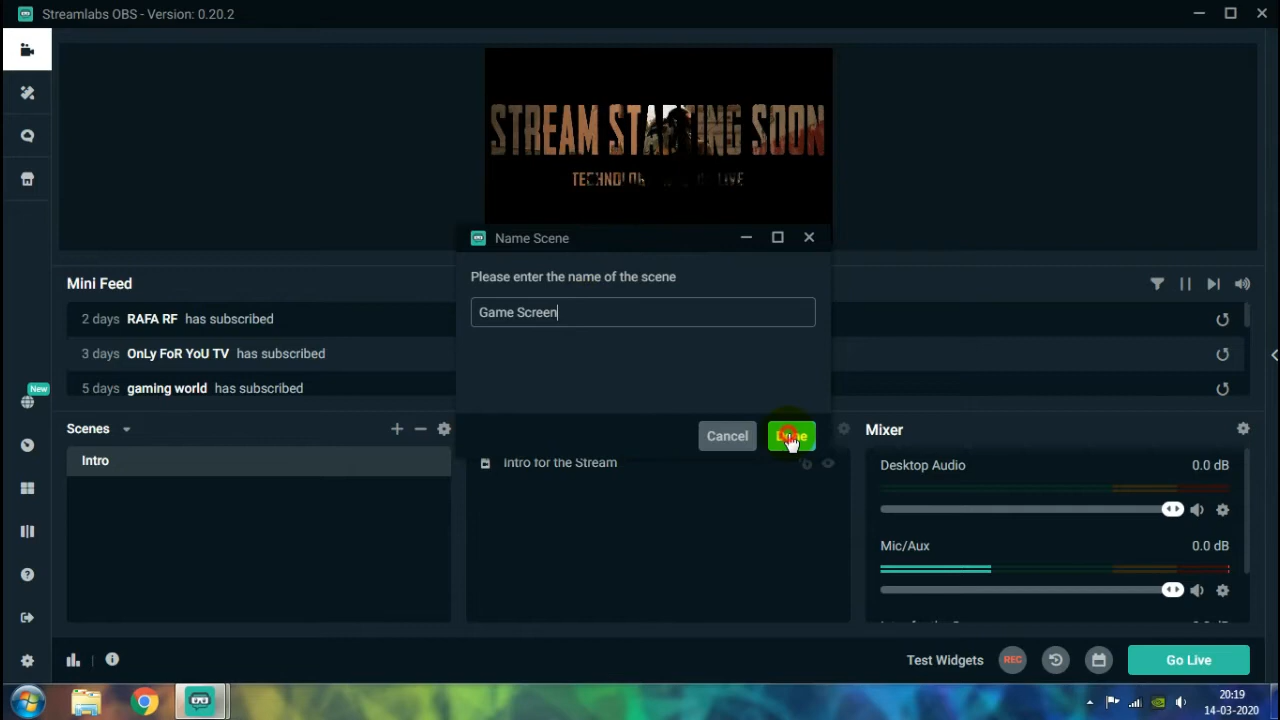 Streamlabs OBS - Version: 0.20.2
STREAM STARTING SOON
LIVE
Name Scene
Please enter the name of the scene
Game Screen
Cancel
Done
Mini Feed
2 days RAFA RF has subscribed
3 days OnLy FoR YoU TV has subscribed
5 days gaming world has subscribed
New
Scenes
Intro
Intro for the Stream
Mixer
Desktop Audio 0.0 dB
Mic/Aux 0.0 dB
Test Widgets
REC
Go Live
20:19
14-03-2020